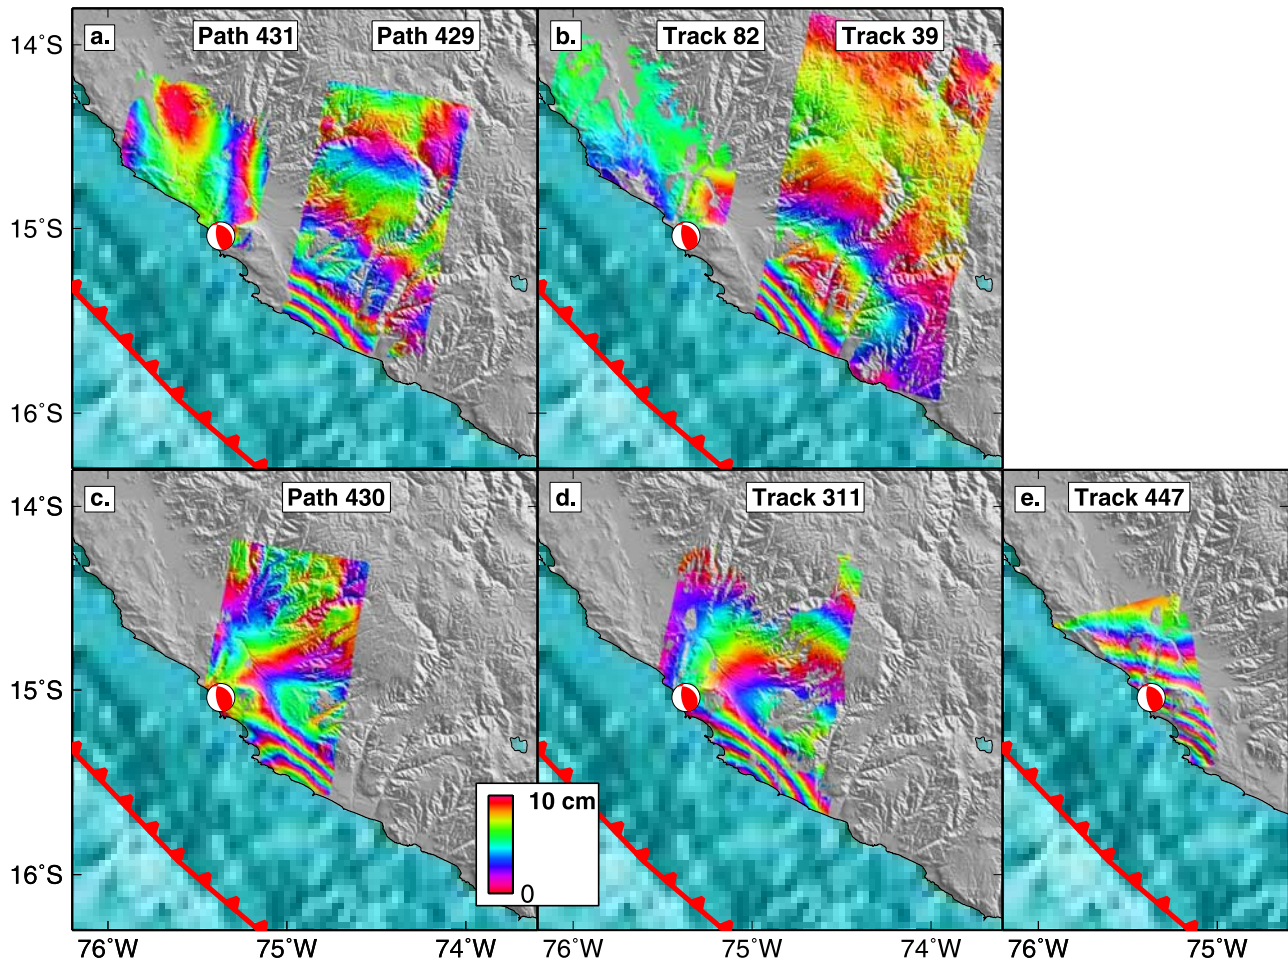 a. Path 431 Path 429
b. Track 82 Track 39
14°S
15°S
16°S
c. Path 430
d. Track 311
e. Track 447
14°S
15°S
16°S
10 cm
0
76°W 75°W 74°W 76°W 75°W 74°W 76°W 75°W